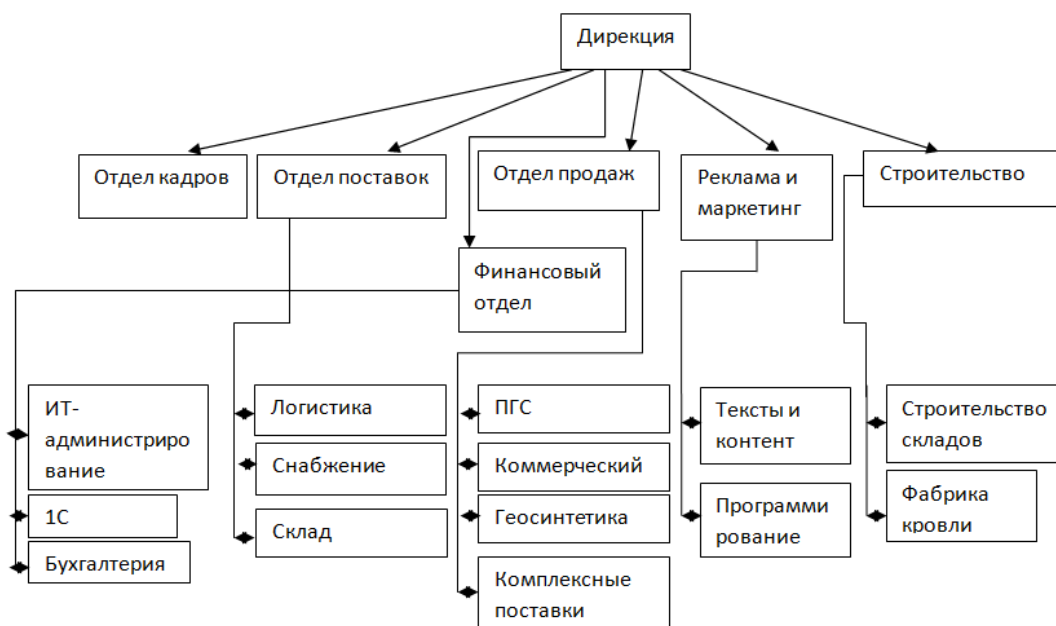 Дирекция
Отдел кадров
Отдел поставок
Отдел продаж
Реклама и
маркетинг
Строительство
Финансовый
отдел
ИТ-
администриро
вание
1С
Бухгалтерия
Логистика
Снабжение
Склад
ПГС
Коммерческий
Геосинтетика
Комплексные
поставки
Тексты и
контент
Программи
рование
Строительство
складов
Фабрика
кровли